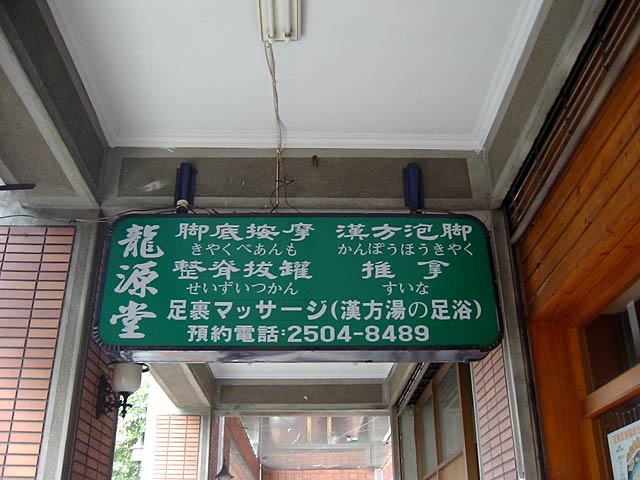 龍源堂
脚底按摩 漢方泡脚
きやくべあんも かんぽうほうきやく
整脊拔罐 推拿
せいずいつかん すいな
足裏マッサージ(漢方湯の足浴)
預約電話:2504-8489